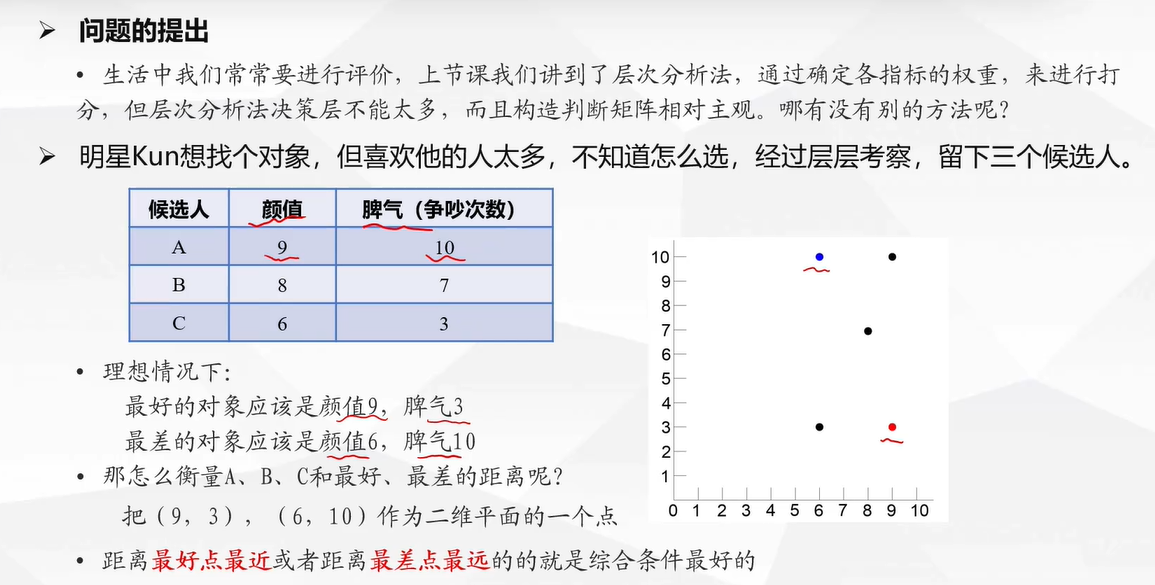 问题的提出
生活中我们常常要进行评价，上节课我们讲到了层次分析法，通过确定各指标的权重，来进行打
分，但层次分析法决策层不能太多，而且构造判断矩阵相对主观。哪有没有别的方法呢？
明星Kun想找个对象，但喜欢他的人太多，不知道怎么选，经过层层考察，留下三个候选人。
候选人 颜值 脾气（争吵次数）
A 9 10
B 8 7
C 6 3
理想情况下：
最好的对象应该是颜值9，脾气3
最差的对象应该是颜值6，脾气10
那怎么衡量A、B、C和最好、最差的距离呢？
把（9，3），（6，10）作为二维平面的一个点
距离最好点最近或者距离最差点最远的的就是综合条件最好的
10
9
8
7
6
5
4
3
2
1
0 1 2 3 4 5 6 7 8 9 10